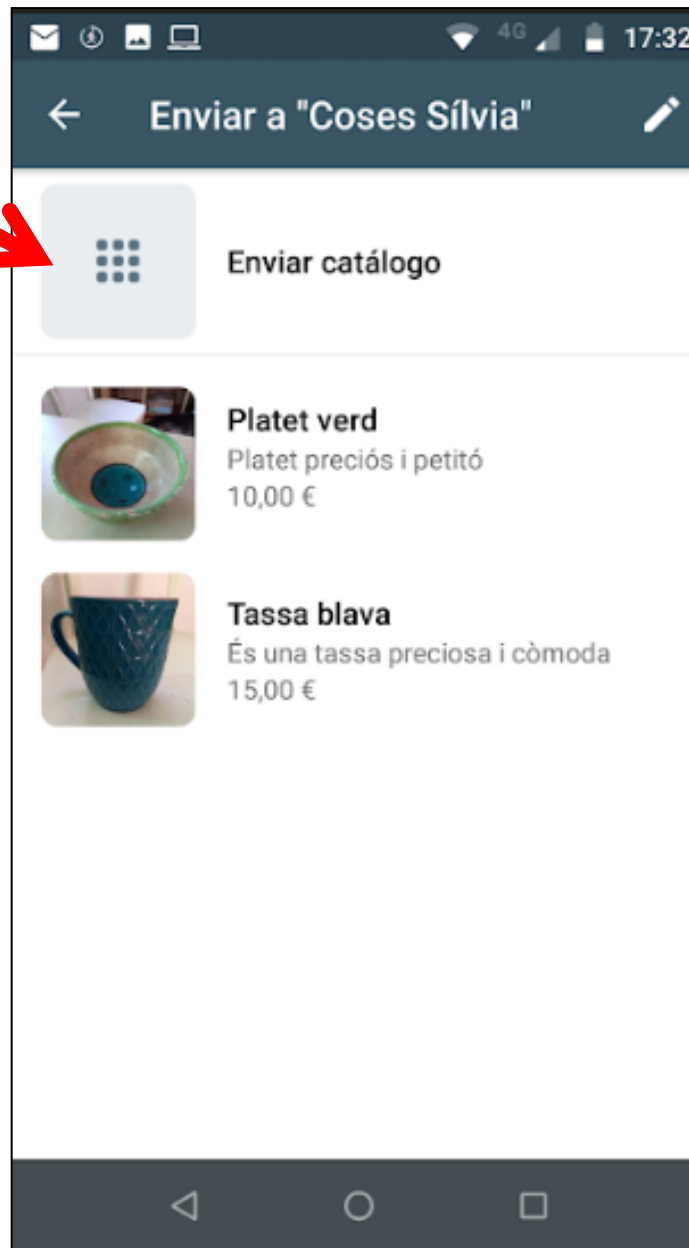 4G 17:32
Enviar a "Coses Sílvia"
Enviar catálogo
Platet verd
Platet preciós i petitó
10,00 €
Tassa blava
És una tassa preciosa i còmoda
15,00 €